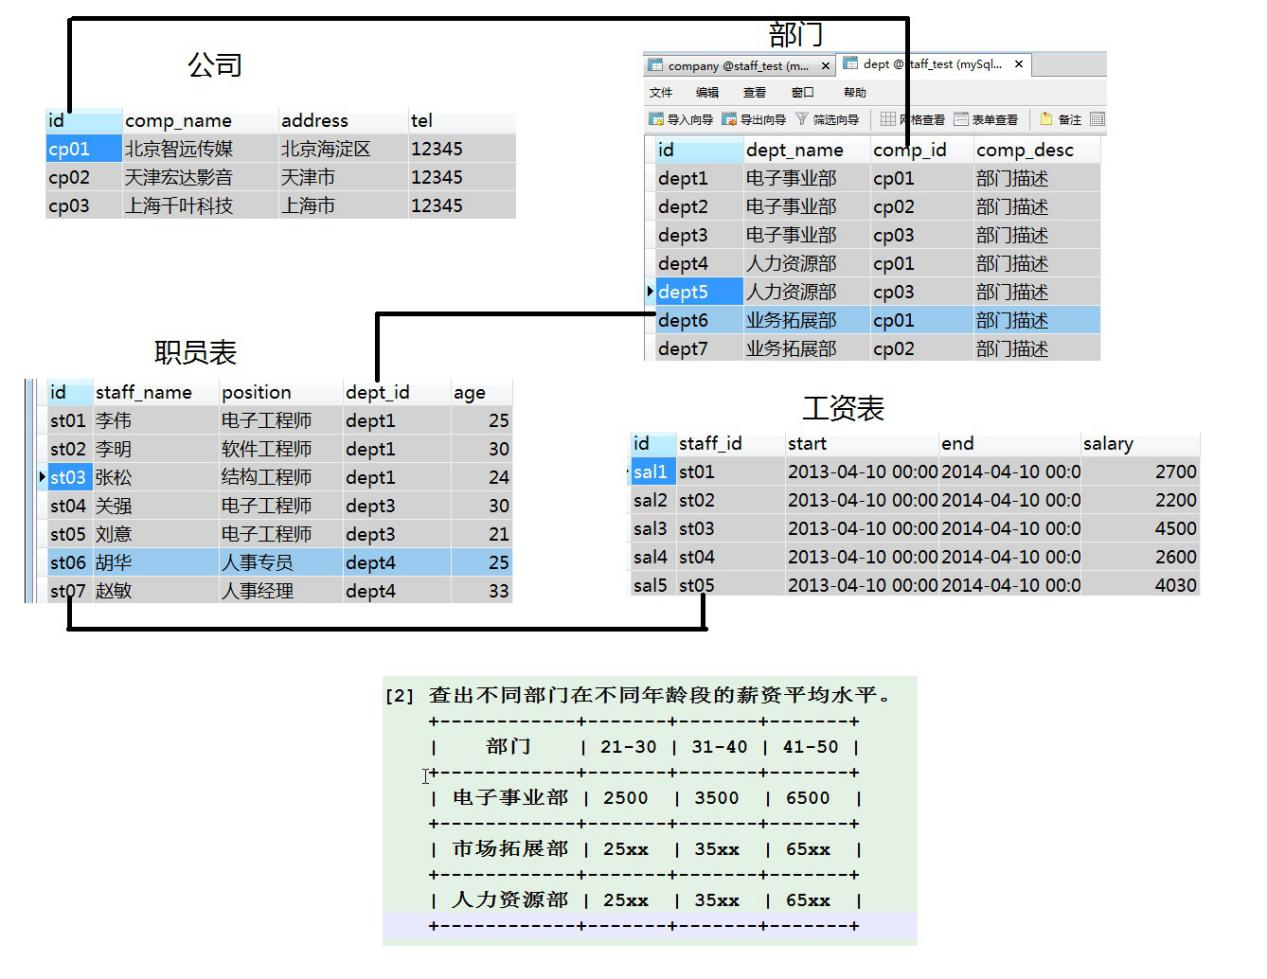 公司
id comp_name address tel
cp01 北京智远传媒 北京海淀区 12345
cp02 天津宏达影音 天津市 12345
cp03 上海千叶科技 上海市 12345
部门
company @staff_test (m... × dept @staff_test (mySql... ×
文件 编辑 查看 窗口 帮助
导入向导 导出向导 筛选向导 网格查看 表单查看 备注
id dept_name comp_id comp_desc
dept1 电子事业部 cp01 部门描述
dept2 电子事业部 cp02 部门描述
dept3 电子事业部 cp03 部门描述
dept4 人力资源部 cp01 部门描述
dept5 人力资源部 cp03 部门描述
dept6 业务拓展部 cp01 部门描述
dept7 业务拓展部 cp02 部门描述
职员表
id staff_name position dept_id age
st01 李伟 电子工程师 dept1 25
st02 李明 软件工程师 dept1 30
st03 张松 结构工程师 dept1 24
st04 关强 电子工程师 dept3 30
st05 刘意 电子工程师 dept3 21
st06 胡华 人事专员 dept4 25
st07 赵敏 人事经理 dept4 33
工资表
id staff_id start end salary
sal1 st01 2013-04-10 00:00 2014-04-10 00:0 2700
sal2 st02 2013-04-10 00:00 2014-04-10 00:0 2200
sal3 st03 2013-04-10 00:00 2014-04-10 00:0 4500
sal4 st04 2013-04-10 00:00 2014-04-10 00:0 2600
sal5 st05 2013-04-10 00:00 2014-04-10 00:0 4030
[2] 查出不同部门在不同年龄段的薪资平均水平。
+------------+-------+-------+-------+
| 部门 | 21-30 | 31-40 | 41-50 |
+------------+-------+-------+-------+
| 电子事业部 | 2500 | 3500 | 6500 |
+------------+-------+-------+-------+
| 市场拓展部 | 25xx | 35xx | 65xx |
+------------+-------+-------+-------+
| 人力资源部 | 25xx | 35xx | 65xx |
+------------+-------+-------+-------+